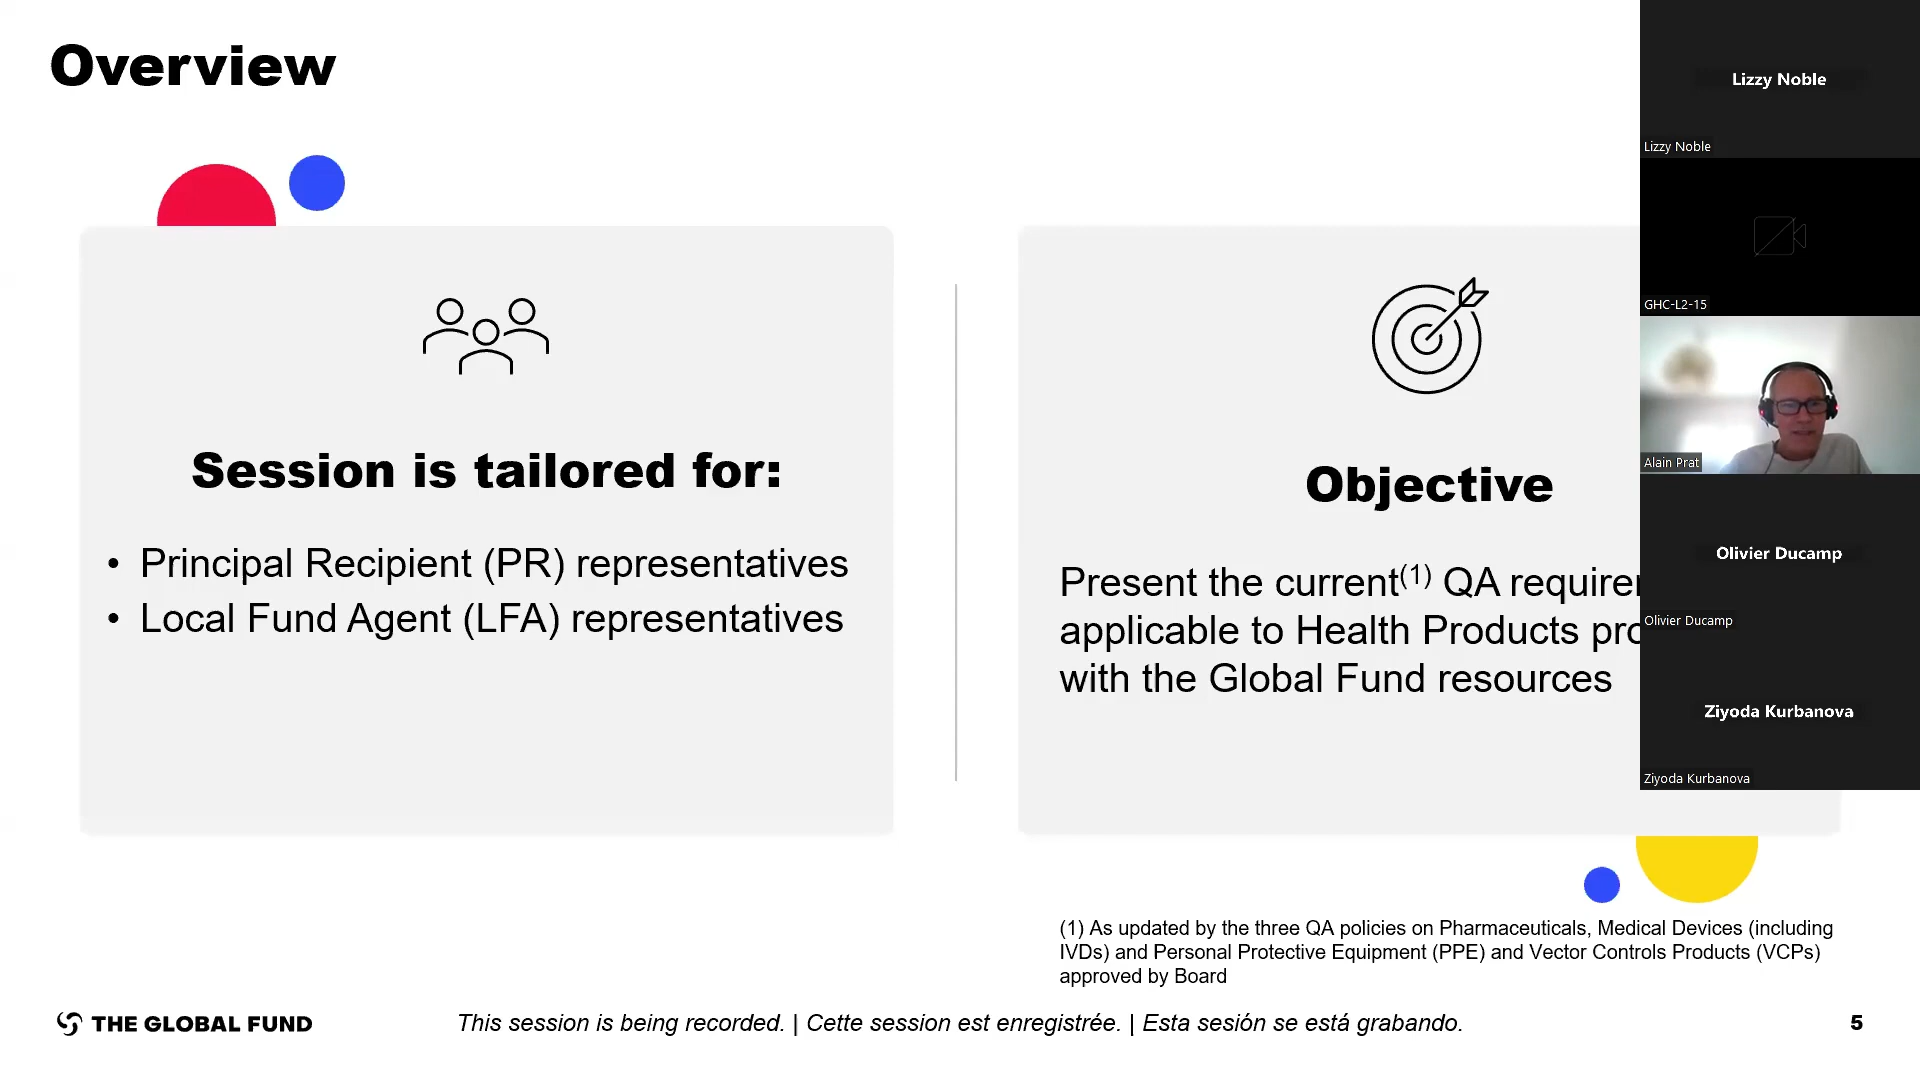 Overview
Session is tailored for:
• Principal Recipient (PR) representatives
• Local Fund Agent (LFA) representatives
Objective
Present the current(1) QA
applicable to Health Products
with the Global Fund resources
(1) As updated by the three QA policies on Pharmaceuticals, Medical Devices (including
IVDs) and Personal Protective Equipment (PPE) and Vector Controls Products (VCPs)
approved by Board
THE GLOBAL FUND
This session is being recorded. | Cette session est enregistrée. | Esta sesión se está grabando.
5
Lizzy Noble
Lizzy Noble
GHC-L2-15
Alain Prat
Olivier Ducamp
Olivier Ducamp
Ziyoda Kurbanova
Ziyoda Kurbanova